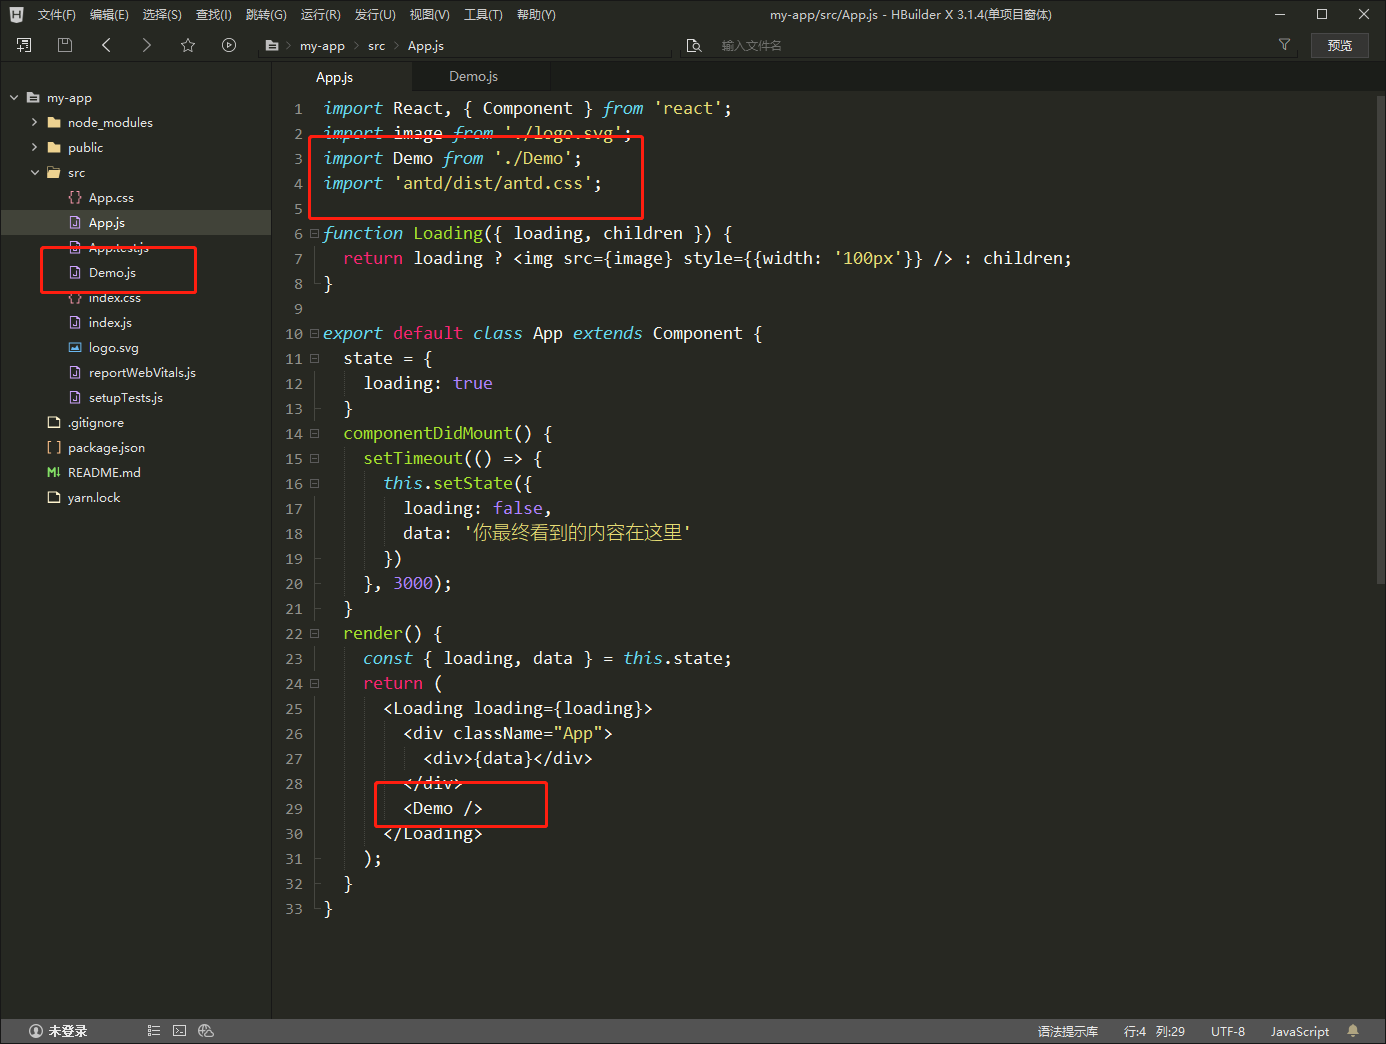 文件(F) 编辑(E) 选择(S) 查找(I) 跳转(G) 运行(R) 发行(U) 视图(V) 工具(T) 帮助(Y) my-app/src/App.js - HBuilder X 3.1.4(单项目窗体)
my-app src App.js 输入文件名 预览
my-app
node_modules
public
src
App.css
App.js
App.test.js
Demo.js
index.css
index.js
logo.svg
reportWebVitals.js
setupTests.js
.gitignore
package.json
README.md
yarn.lock
App.js Demo.js
1 import React, { Component } from 'react';
2 import image from './logo.svg';
3 import Demo from './Demo';
4 import 'antd/dist/antd.css';
5
6 function Loading({ loading, children }) {
7 return loading ? <img src={image} style={{width: '100px'}} /> : children;
8 }
9
10 export default class App extends Component {
11 state = {
12 loading: true
13 }
14 componentDidMount() {
15 setTimeout(() => {
16 this.setState({
17 loading: false,
18 data: '你最终看到的内容在这里'
19 })
20 }, 3000);
21 }
22 render() {
23 const { loading, data } = this.state;
24 return (
25 <Loading loading={loading}>
26 <div className="App">
27 <div>{data}</div>
28 </div>
29 <Demo />
30 </Loading>
31 );
32 }
33 }
未登录 语法提示库 行:4 列:29 UTF-8 JavaScript